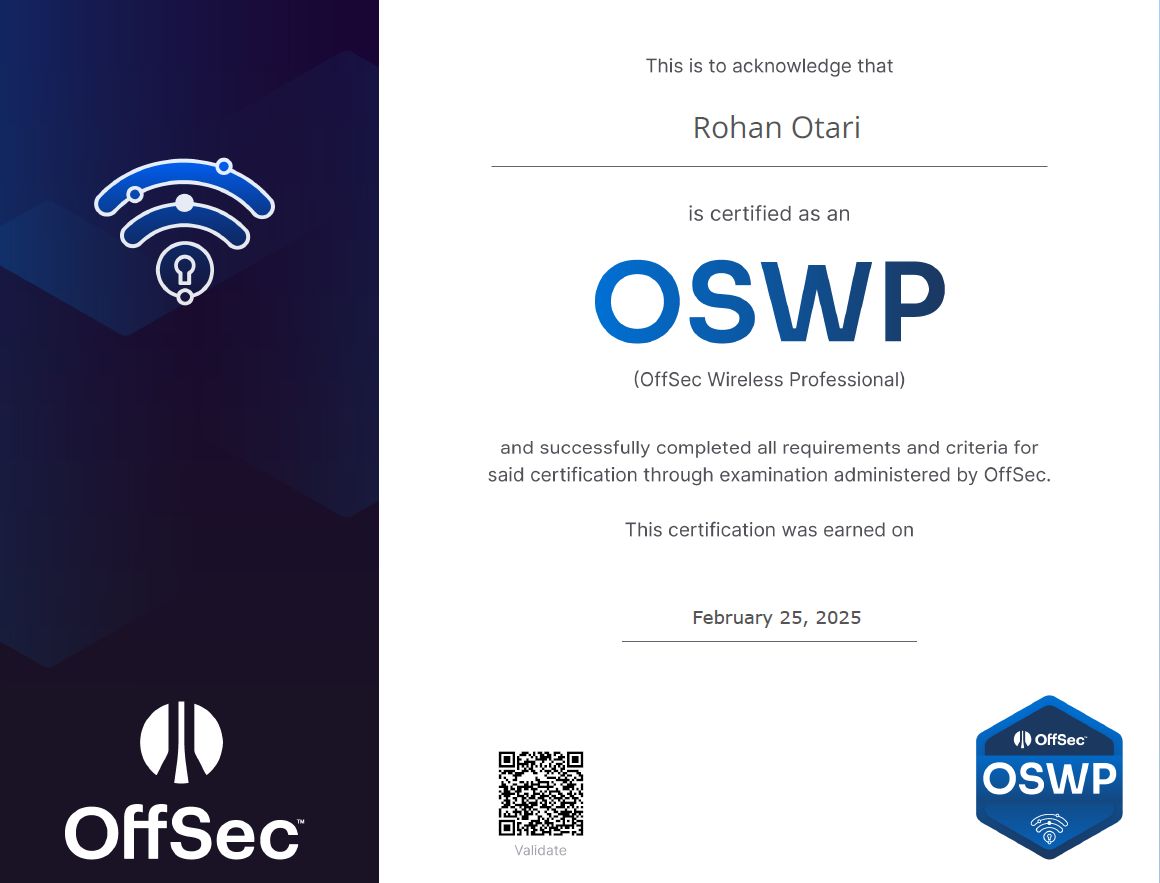 This is to acknowledge that
Rohan Otari
is certified as an
OSWP
(OffSec Wireless Professional)
and successfully completed all requirements and criteria for
said certification through examination administered by OffSec.
This certification was earned on
February 25, 2025
OffSec™
Validate
OffSec™
OSWP